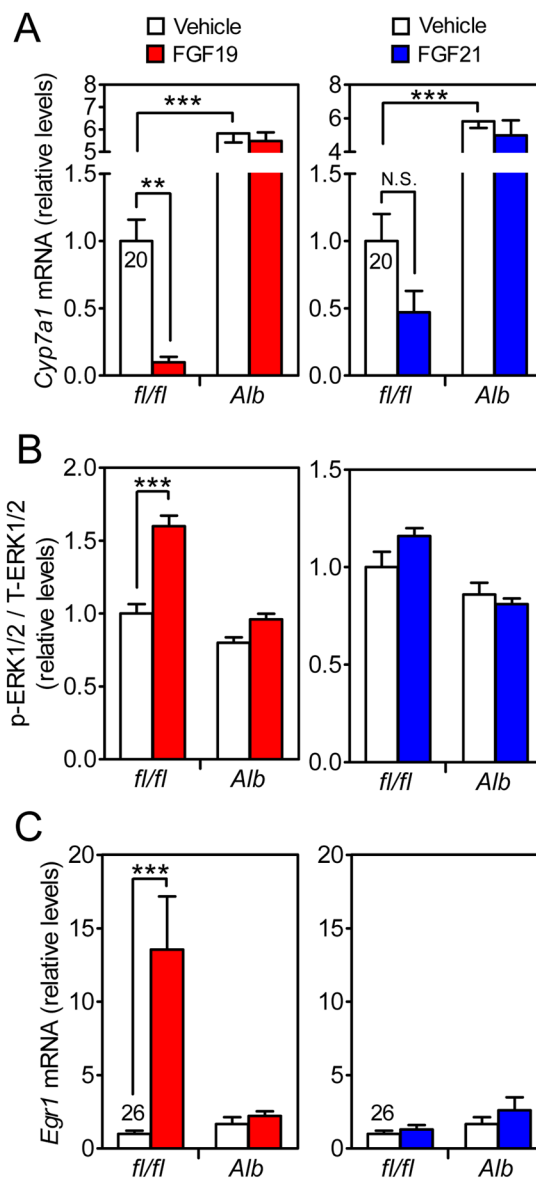 A
Vehicle
FGF19
Vehicle
FGF21
Cyp7a1 mRNA (relative levels)
8
7
6
5
1.5
1.0
0.5
0.0
***
**
20
fl/fl
Alb
8
6
1.5
1.0
0.5
0.0
***
N.S.
20
fl/fl
Alb
B
p-ERK1/2 / T-ERK1/2
(relative levels)
2.0
1.5
1.0
0.5
0.0
***
fl/fl
Alb
1.5
1.0
0.5
0.0
fl/fl
Alb
C
Egr1 mRNA (relative levels)
20
15
10
5
0
***
26
fl/fl
Alb
20
15
10
5
0
26
fl/fl
Alb